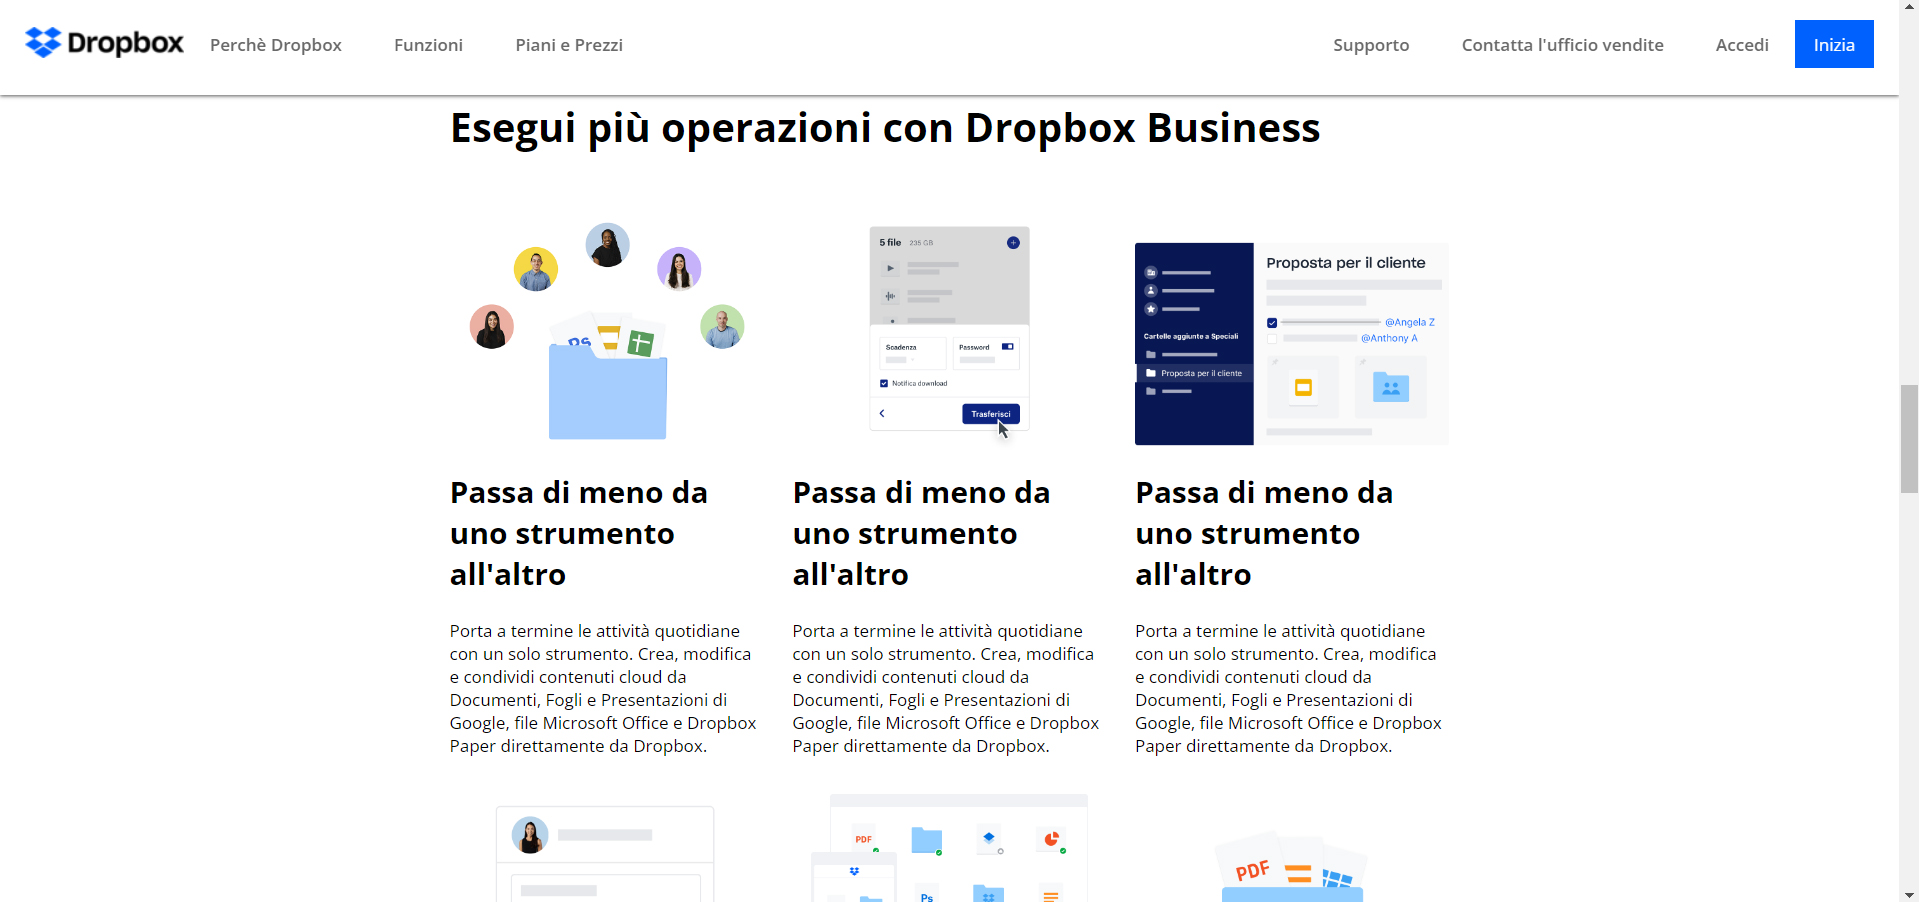 Dropbox Perchè Dropbox Funzioni Piani e Prezzi Supporto Contatta l'ufficio vendite Accedi Inizia
Esegui più operazioni con Dropbox Business
Ps
5 file 235 GB
Scadenza Password
Notifica download
Trasferisci
Proposta per il cliente
@Angela Z
@Anthony A
Cartelle aggiunte a Speciali
Proposta per il cliente
Passa di meno da
uno strumento
all'altro
Porta a termine le attività quotidiane
con un solo strumento. Crea, modifica
e condividi contenuti cloud da
Documenti, Fogli e Presentazioni di
Google, file Microsoft Office e Dropbox
Paper direttamente da Dropbox.
Passa di meno da
uno strumento
all'altro
Porta a termine le attività quotidiane
con un solo strumento. Crea, modifica
e condividi contenuti cloud da
Documenti, Fogli e Presentazioni di
Google, file Microsoft Office e Dropbox
Paper direttamente da Dropbox.
Passa di meno da
uno strumento
all'altro
Porta a termine le attività quotidiane
con un solo strumento. Crea, modifica
e condividi contenuti cloud da
Documenti, Fogli e Presentazioni di
Google, file Microsoft Office e Dropbox
Paper direttamente da Dropbox.
PDF
Ps
PDF